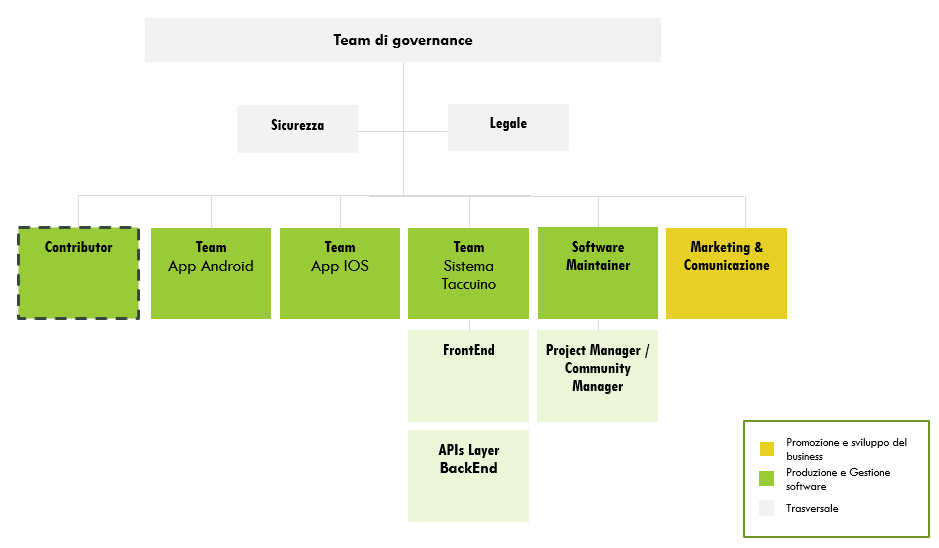 Team di governance
Sicurezza
Legale
Contributor
Team
App Android
Team
App IOS
Team
Sistema
Taccuino
Software
Maintainer
Marketing &
Comunicazione
FrontEnd
Project Manager /
Community
Manager
APIs Layer
BackEnd
Promozione e sviluppo del
business
Produzione e Gestione
software
Trasversale